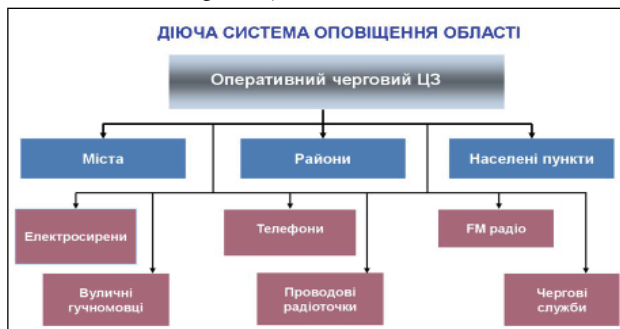 ДІЮЧА СИСТЕМА ОПОВІЩЕННЯ ОБЛАСТІ
Оперативний черговий ЦЗ
Міста
Райони
Населені пункти
Електросирени
Телефони
FM радіо
Вуличні
гучномовці
Проводові
радіоточки
Чергові
служби